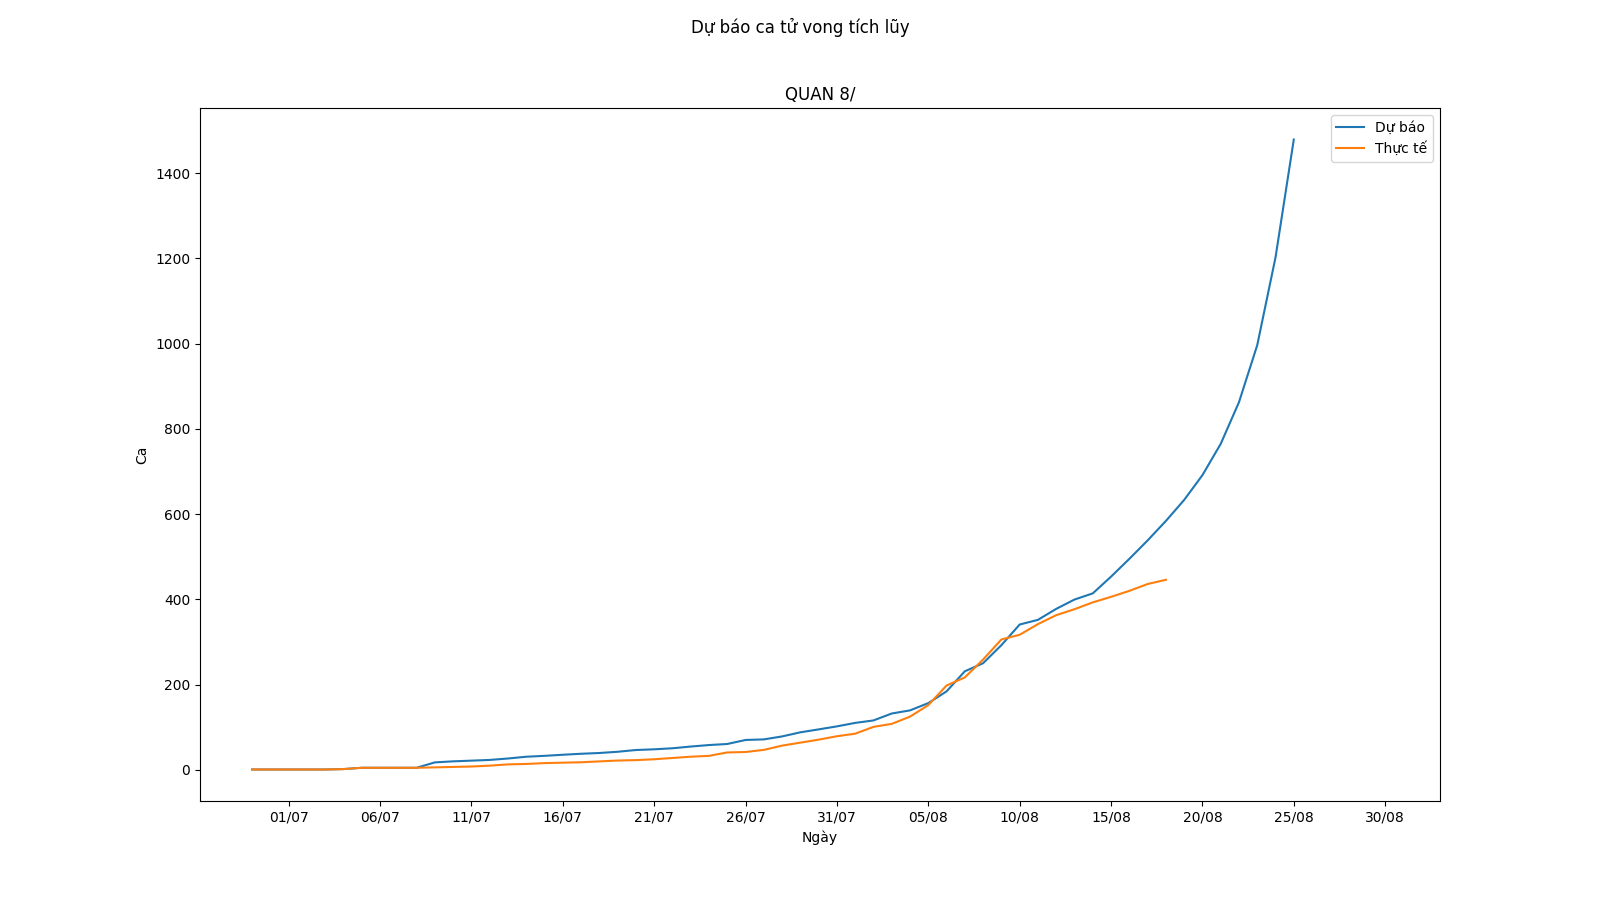 Dự báo ca tử vong tích lũy
QUAN 8/
Dự báo
Thực tế
1400
1200
1000
800
600
400
200
0
Ca
01/07 06/07 11/07 16/07 21/07 26/07 31/07 05/08 10/08 15/08 20/08 25/08 30/08
Ngày